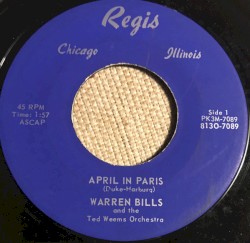 Regis
Chicago Illinois
45 RPM
Time: 1:57
ASCAP
Side 1
PK3M-7089
8130-7089
APRIL IN PARIS
(Duke-Harburg)
WARREN BILLS
and the
Ted Weems Orchestra